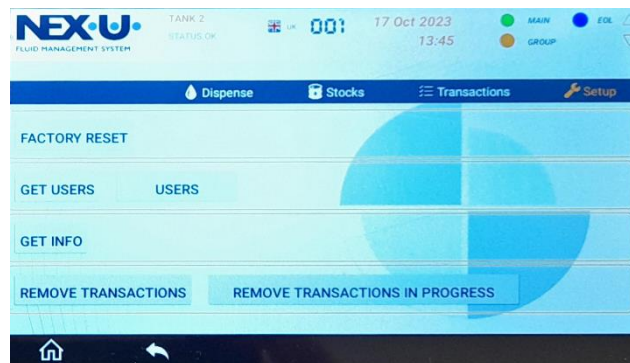 NEX·U·
FLUID MANAGEMENT SYSTEM
TANK 2
STATUS OK
UK
001
17 Oct 2023
13:45
MAIN
GROUP
EOL
Dispense Stocks Transactions Setup
FACTORY RESET
GET USERS USERS
GET INFO
REMOVE TRANSACTIONS REMOVE TRANSACTIONS IN PROGRESS